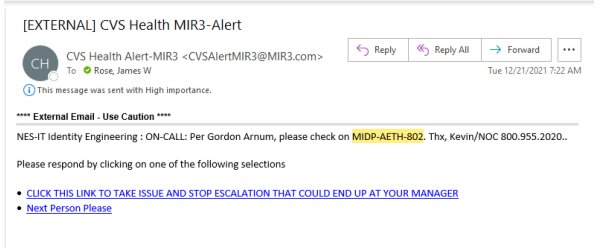 [EXTERNAL] CVS Health MIR3-Alert
CH
CVS Health Alert-MIR3 <CVSAlertMIR3@MIR3.com>
To Rose, James W
Reply
Reply All
Forward
...
Tue 12/21/2021 7:22 AM
This message was sent with High importance.
**** External Email - Use Caution ****
NES-IT Identity Engineering : ON-CALL: Per Gordon Arnum, please check on MIDP-AETH-802. Thx, Kevin/NOC 800.955.2020..
Please respond by clicking on one of the following selections
• CLICK THIS LINK TO TAKE ISSUE AND STOP ESCALATION THAT COULD END UP AT YOUR MANAGER
• Next Person Please